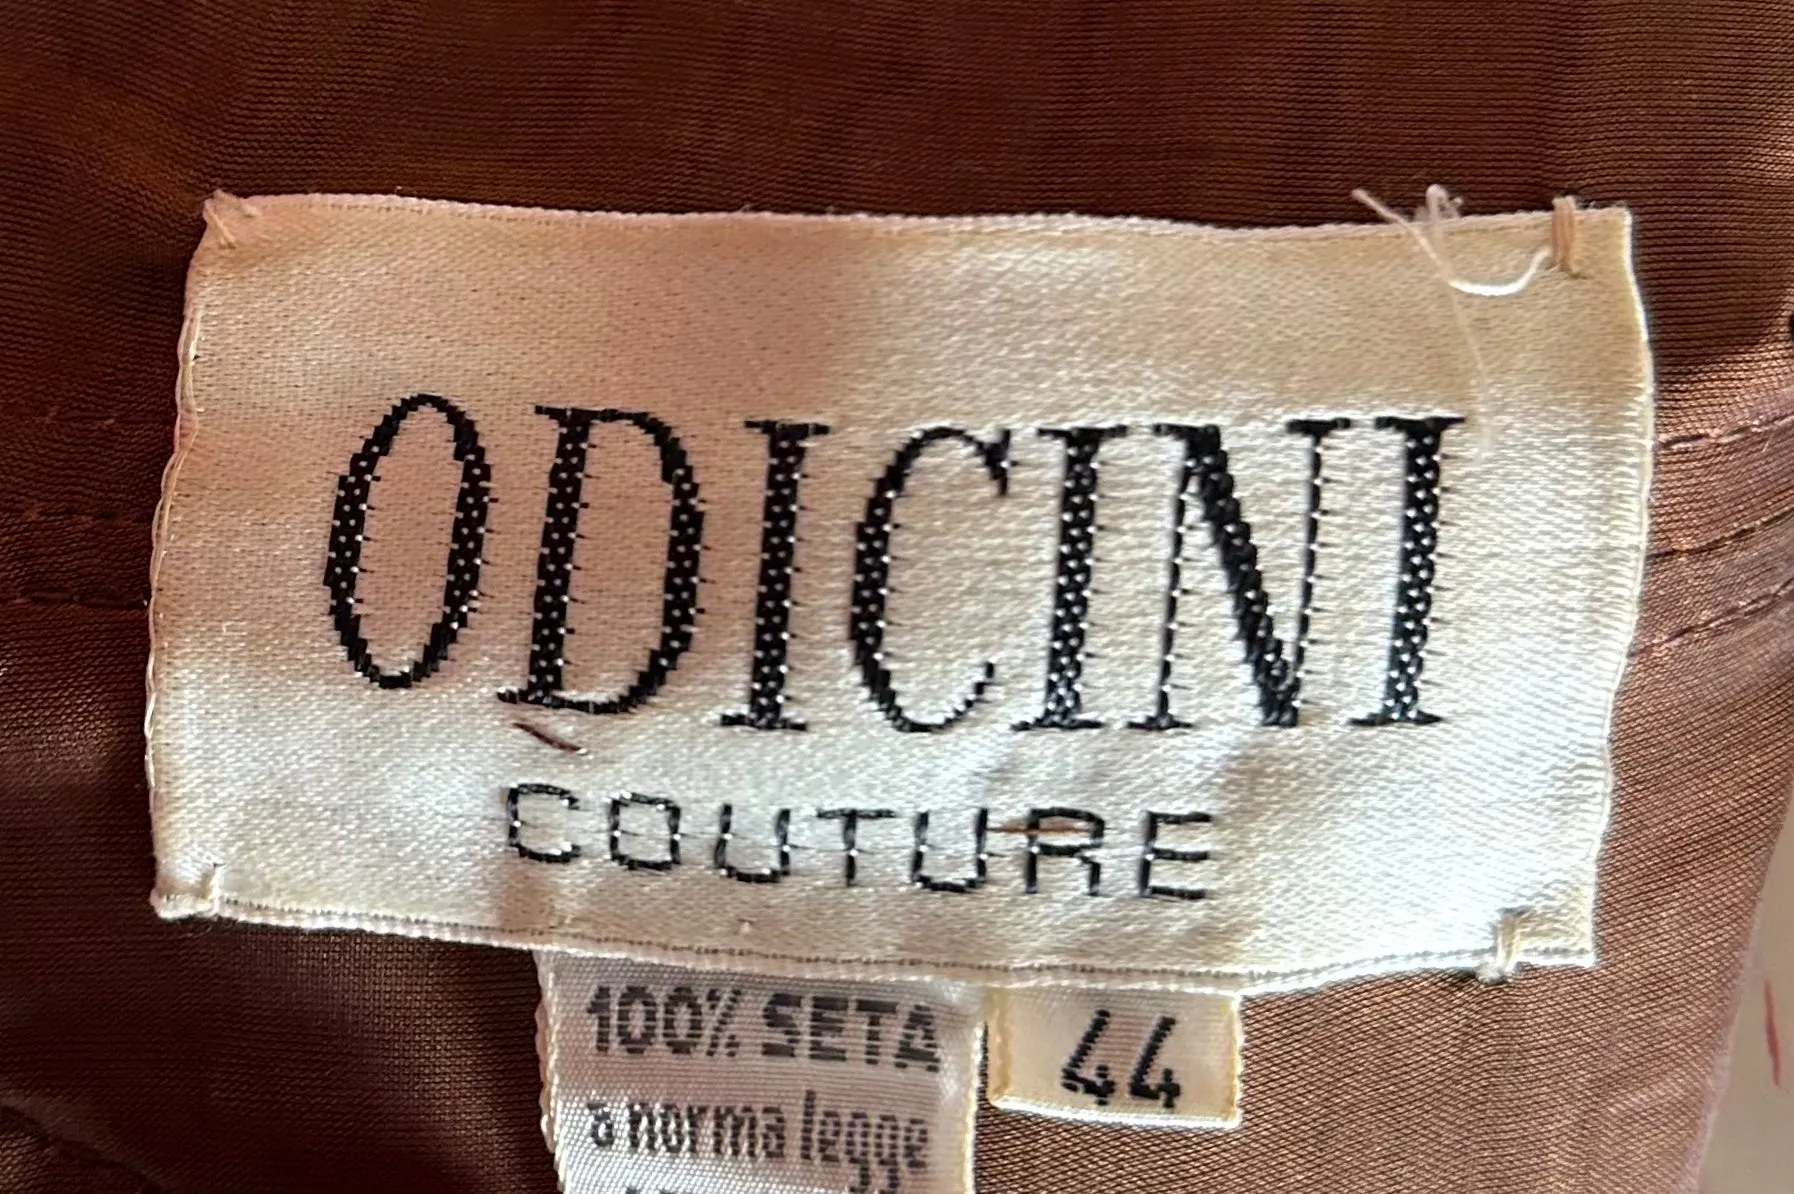 ODICINI
COUTURE
100% SETA
44
a norma legge